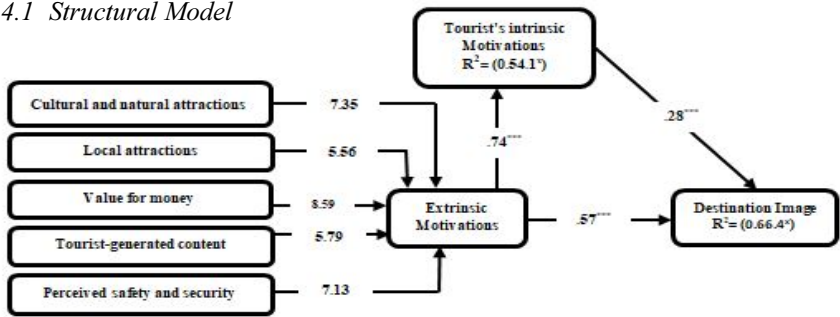 4.1 Structural Model
Tourist's intrinsic
Motivations
R²= (0.54.1*)
Cultural and natural attractions
7.35
.28***
Local attractions
5.56
.74***
Value for money
8.59
Extrinsic
Motivations
.57***
Destination Image
R²= (0.66.4*)
Tourist-generated content
5.79
Perceived safety and security
7.13